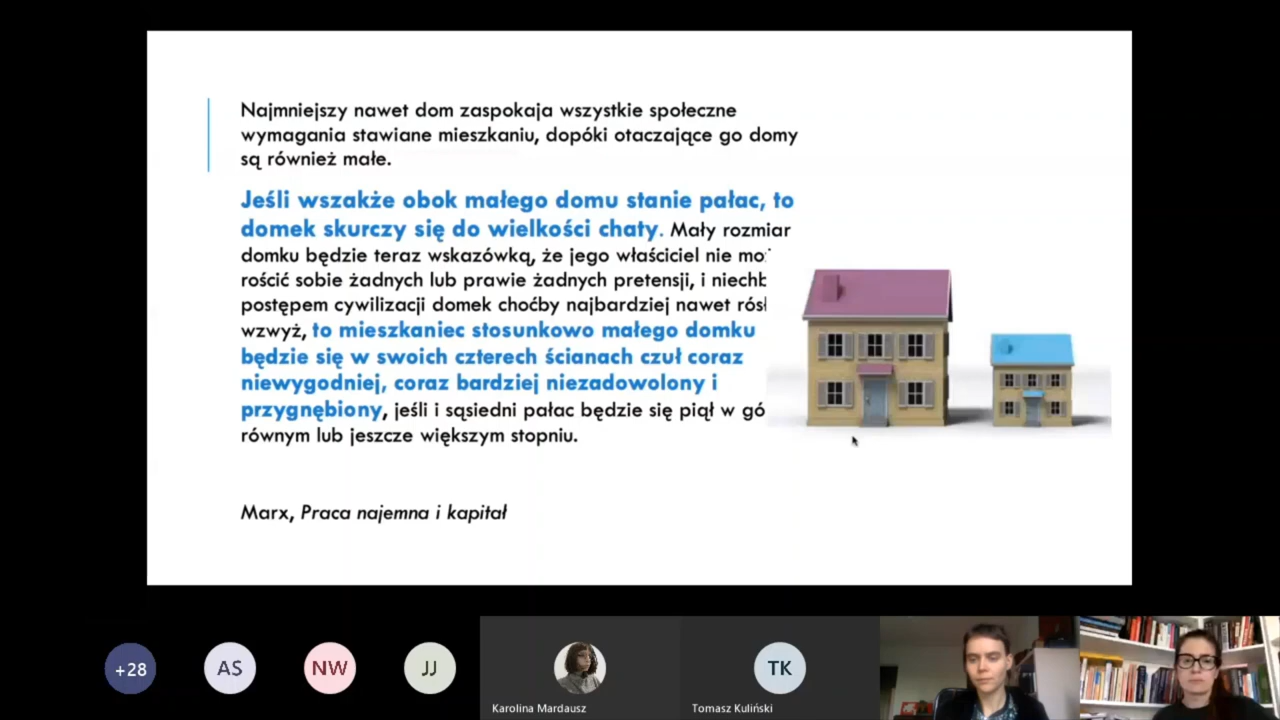 Najmniejszy nawet dom zaspokaja wszystkie społeczne
wymagania stawiane mieszkaniu, dopóki otaczające go domy
są również małe.
Jeśli wszakże obok małego domu stanie pałac, to
domek skurczy się do wielkości chaty. Mały rozmiar
domku będzie teraz wskazówką, że jego właściciel nie mo
rościć sobie żadnych lub prawie żadnych pretensji, i niechb
postępem cywilizacji domek choćby najbardziej nawet rósł
wzwyż, to mieszkaniec stosunkowo małego domku
będzie się w swoich czterech ścianach czuł coraz
niewygodniej, coraz bardziej niezadowolony i
przygnębiony, jeśli i sąsiedni pałac będzie się piął w gó
równym lub jeszcze większym stopniu.
Marx, Praca najemna i kapitał
+28
AS
NW
JJ
TK
Karolina Mardausz
Tomasz Kuliński